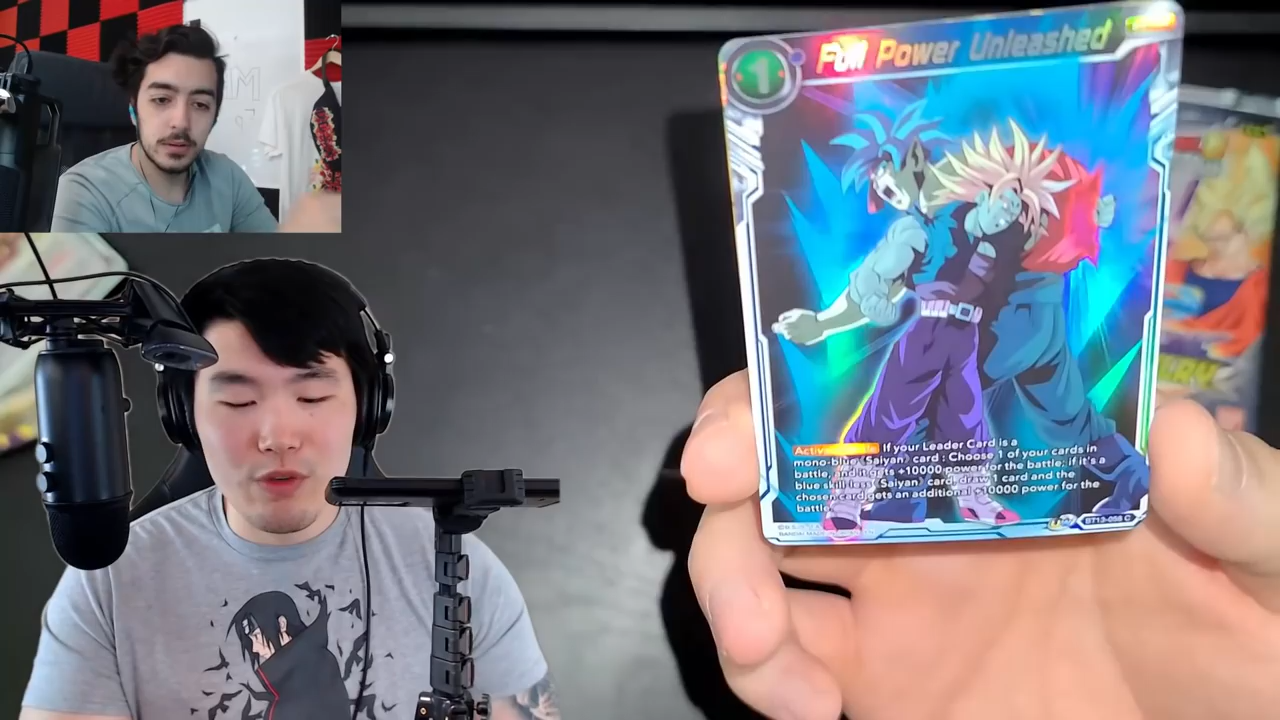 1
Full Power Unleashed
If your Leader Card is a
mono-blue 《Saiyan》 card : Choose 1 of your cards in
battle, and it gets +10000 power for the battle; if it's a
blue skill-less 《Saiyan》 card, draw 1 card and the
chosen card gets an additional +10000 power for the
battle.
BT13-058 C